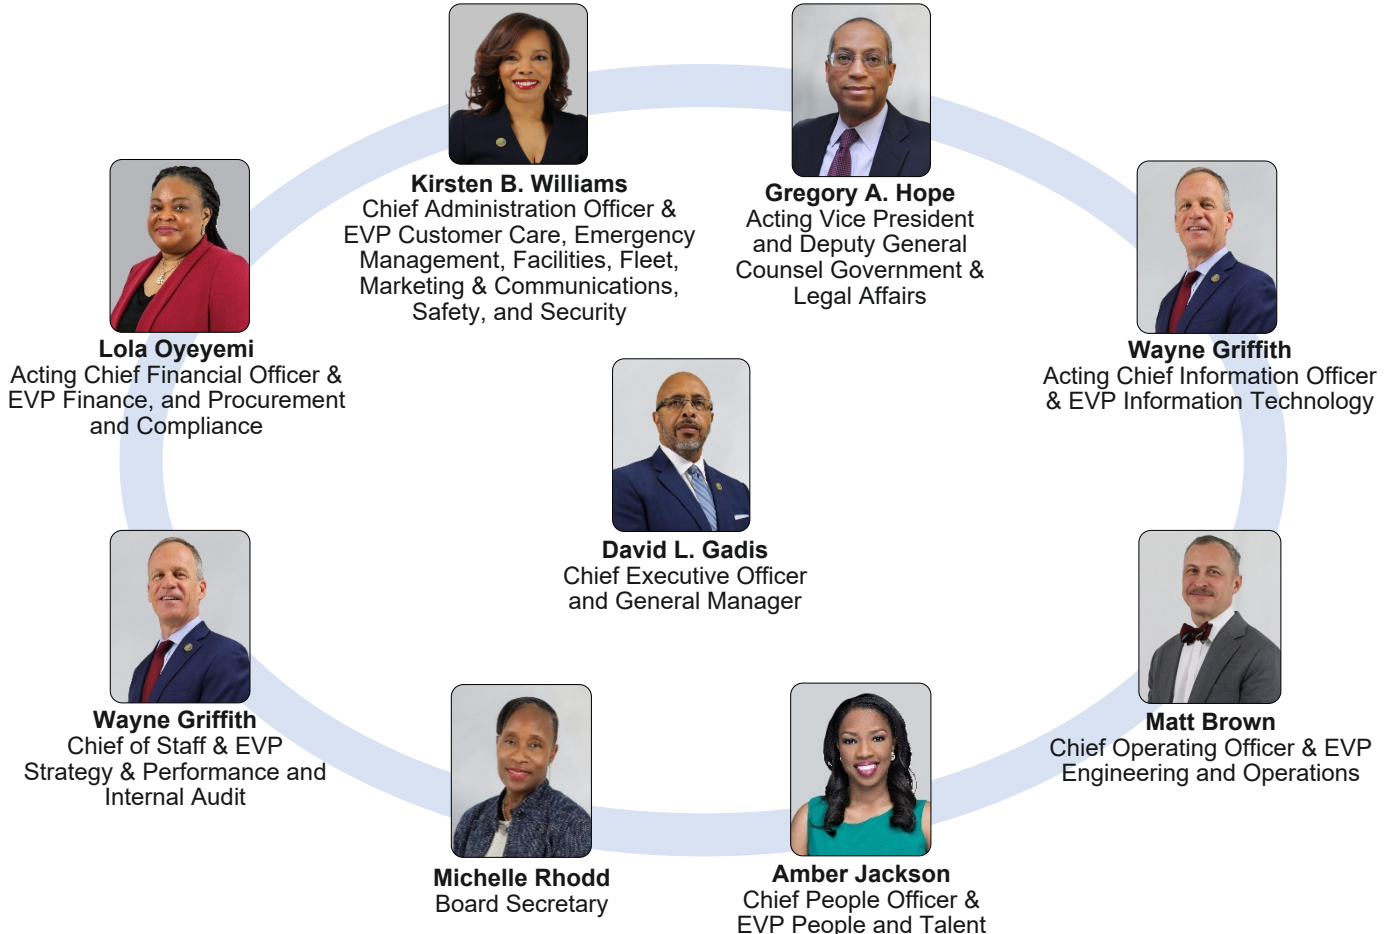 Kirsten B. Williams
Chief Administration Officer &
EVP Customer Care, Emergency
Management, Facilities, Fleet,
Marketing & Communications,
Safety, and Security
Gregory A. Hope
Acting Vice President
and Deputy General
Counsel Government &
Legal Affairs
Lola Oyeyemi
Acting Chief Financial Officer &
EVP Finance, and Procurement
and Compliance
Wayne Griffith
Acting Chief Information Officer
& EVP Information Technology
David L. Gadis
Chief Executive Officer
and General Manager
Wayne Griffith
Chief of Staff & EVP
Strategy & Performance and
Internal Audit
Matt Brown
Chief Operating Officer & EVP
Engineering and Operations
Michelle Rhodd
Board Secretary
Amber Jackson
Chief People Officer &
EVP People and Talent